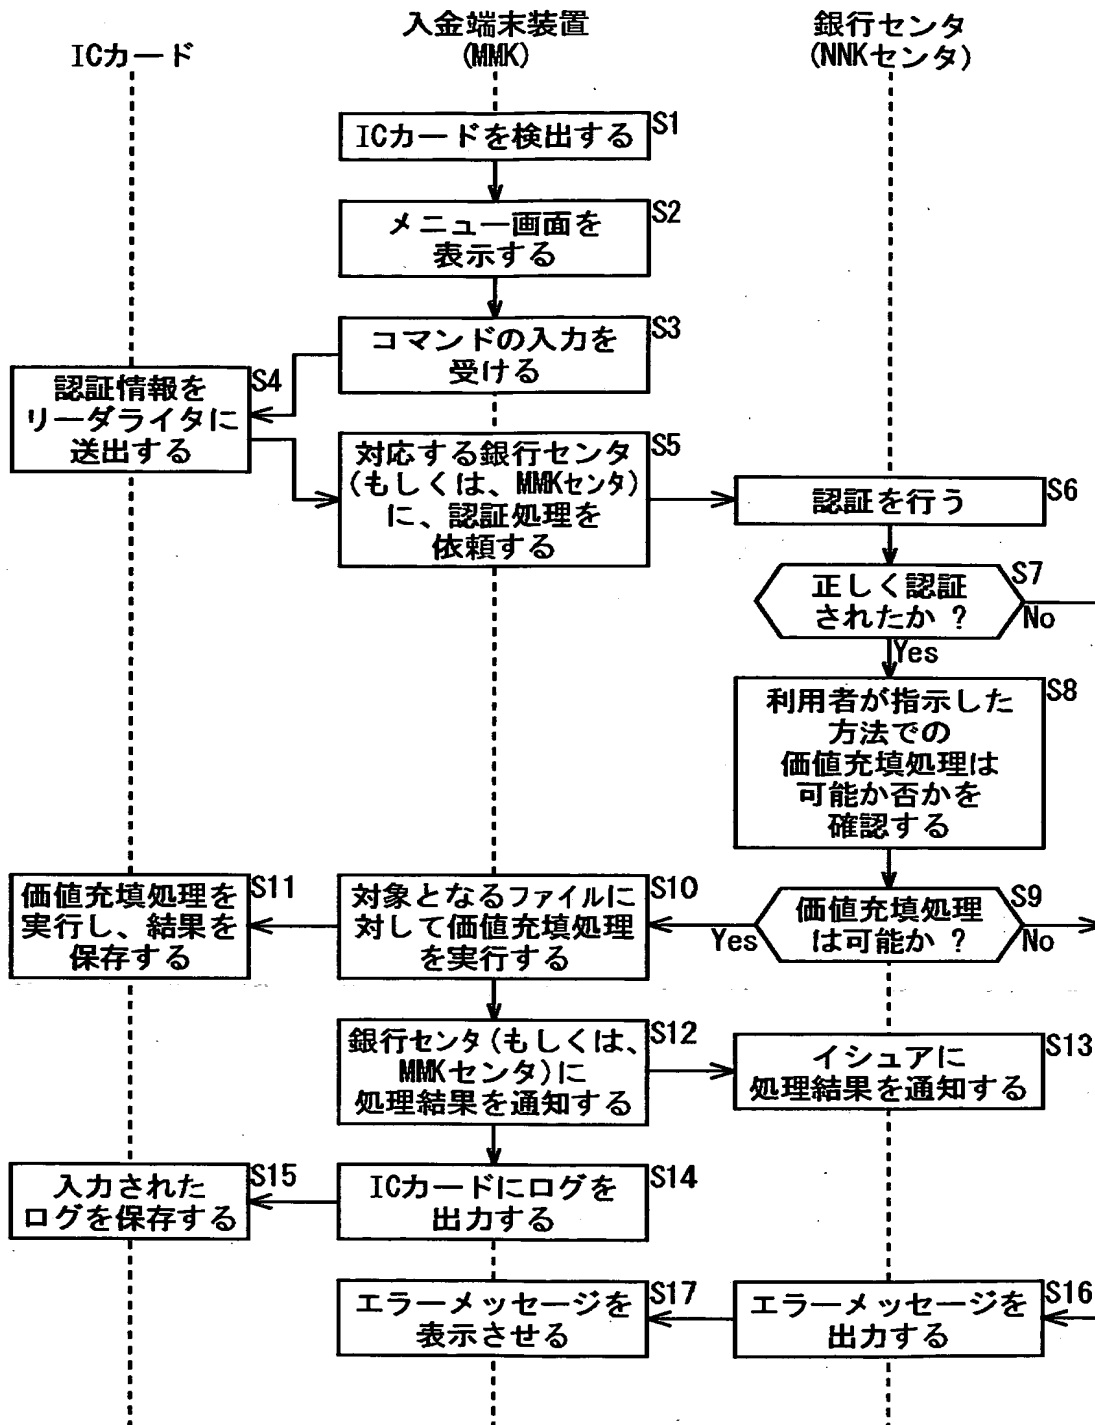 ICカード
入金端末装置
(MMK)
銀行センタ
(NNKセンタ)
ICカードを検出する
S1
メニュー画面を
表示する
S2
コマンドの入力を
受ける
S3
認証情報を
リーダライタに
送出する
S4
対応する銀行センタ
(もしくは、MMKセンタ)
に、認証処理を
依頼する
S5
認証を行う
S6
正しく認証
されたか ?
S7
No
Yes
利用者が指示した
方法での
価値充填処理は
可能か否かを
確認する
S8
価値充填処理
は可能か ?
S9
No
Yes
対象となるファイルに
対して価値充填処理
を実行する
S10
価値充填処理を
実行し、結果を
保存する
S11
銀行センタ(もしくは、
MMKセンタ)に
処理結果を通知する
S12
イシュアに
処理結果を通知する
S13
ICカードにログを
出力する
S14
入力された
ログを保存する
S15
エラーメッセージを
出力する
S16
エラーメッセージを
表示させる
S17